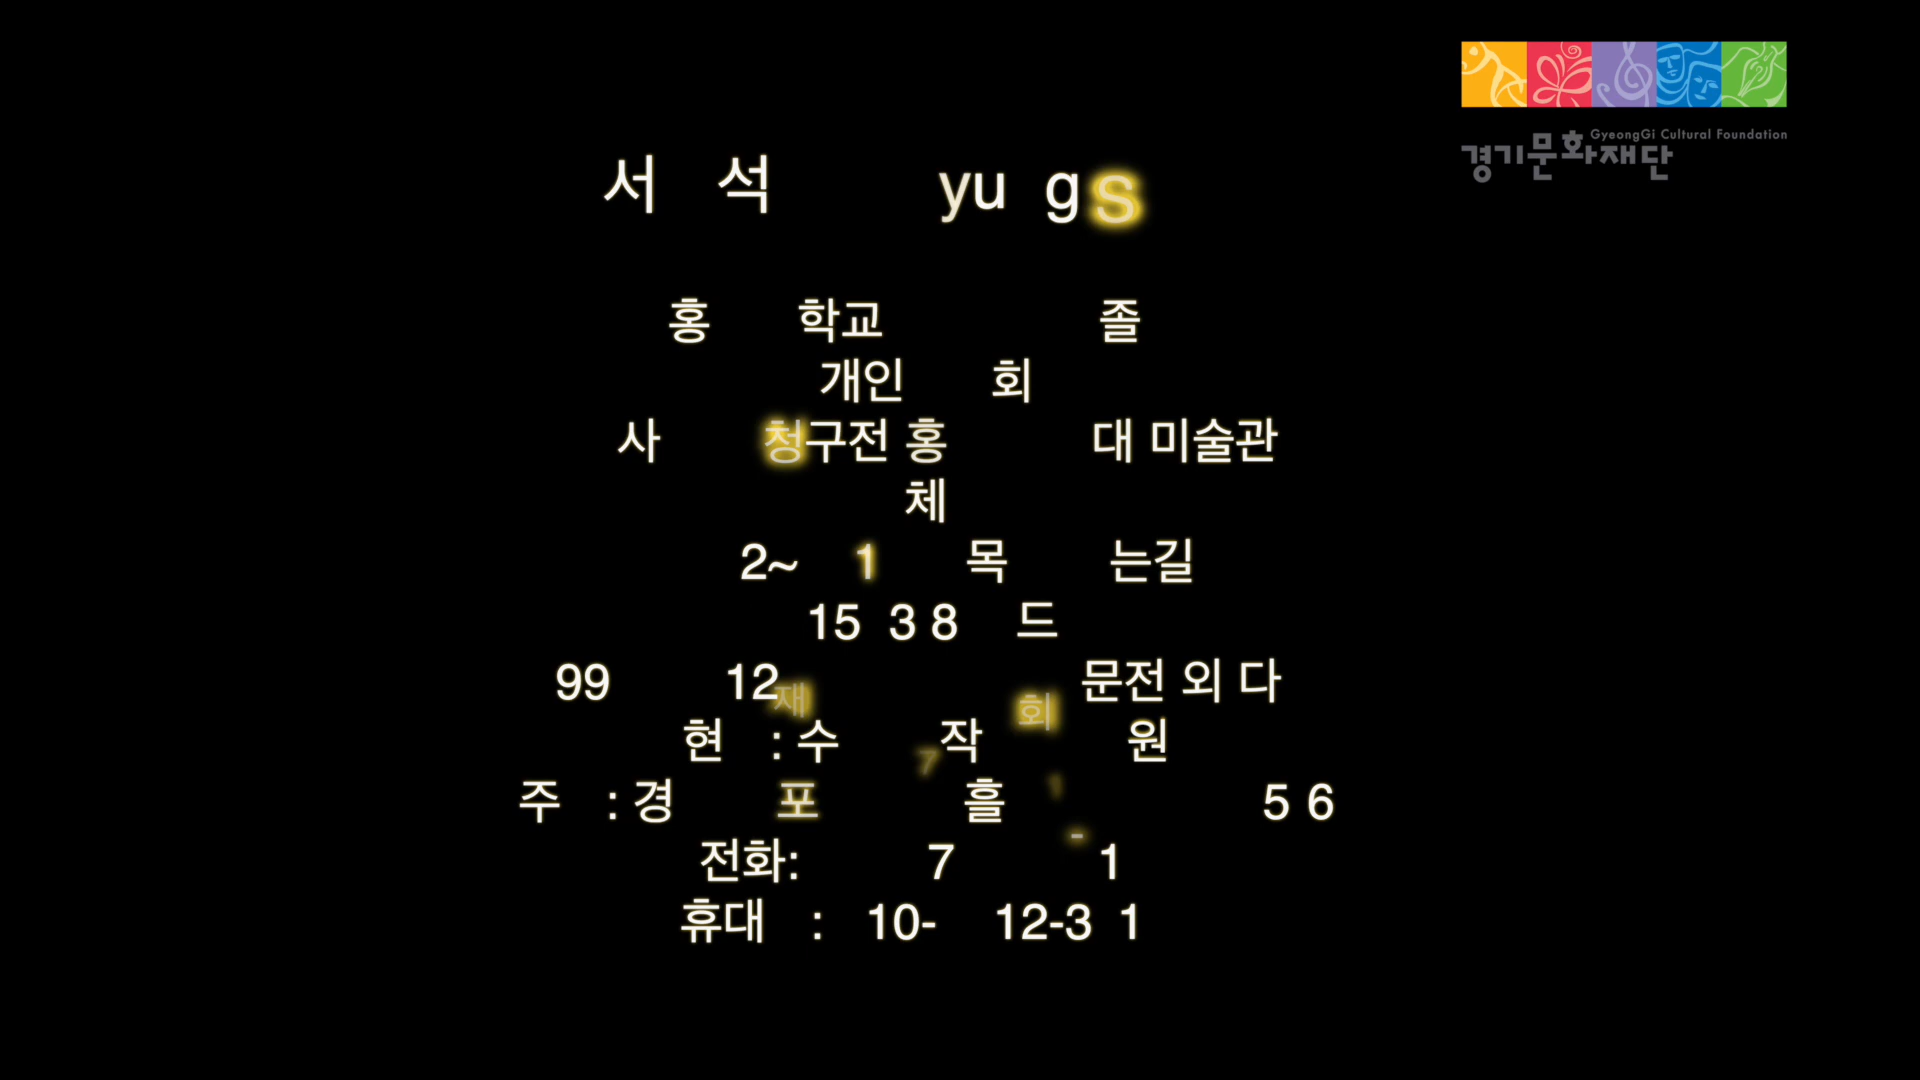 GyeongGi Cultural Foundation
경기문화재단
서 석 yu g s
홍 학교 졸
개인 회
사 청구전 홍 대 미술관
체
2~ 1 목 는길
15 3 8 드
99 12 문전 외 다
재 회
현 : 수 작 원
7
주 : 경 포 흘 5 6
1
-
전화: 7 1
휴대 : 10- 12-3 1